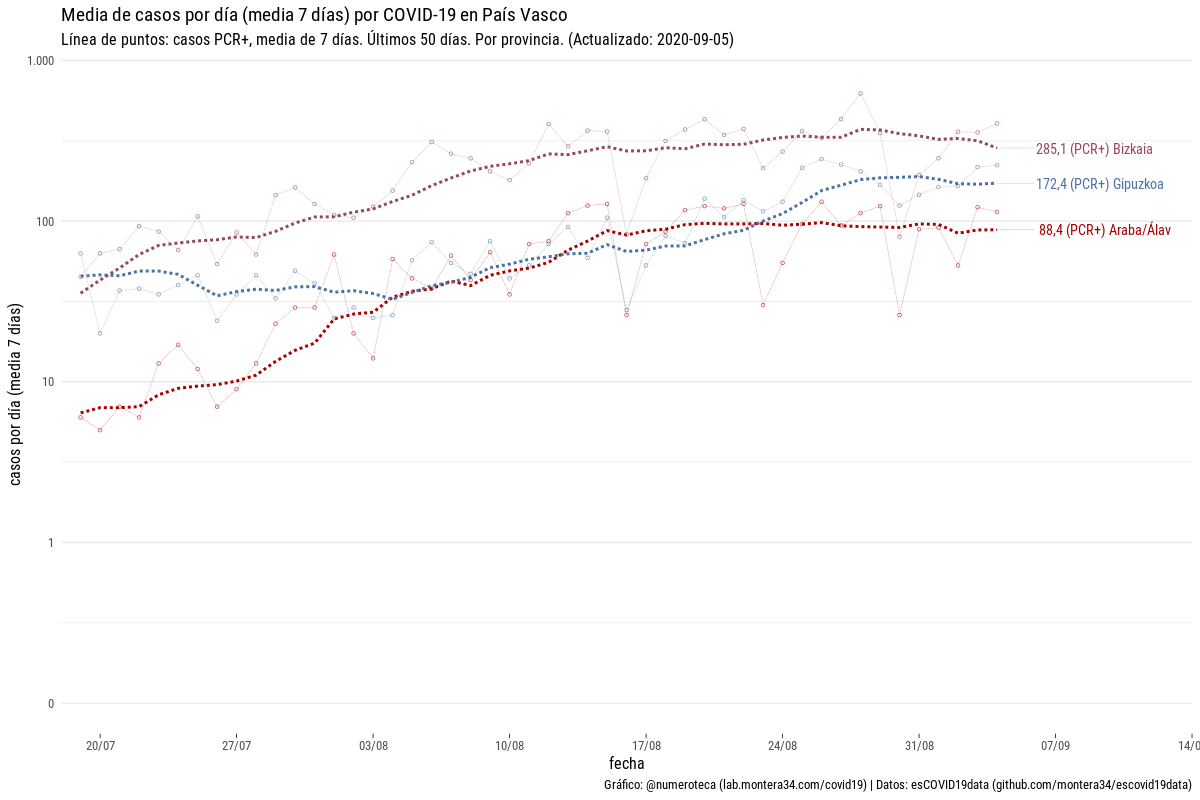 Media de casos por día (media 7 días) por COVID-19 en País Vasco
Línea de puntos: casos PCR+, media de 7 días. Últimos 50 días. Por provincia. (Actualizado: 2020-09-05)
casos por día (media 7 días)
1.000
100
10
1
0
285,1 (PCR+) Bizkaia
172,4 (PCR+) Gipuzkoa
88,4 (PCR+) Araba/Álav
20/07
27/07
03/08
10/08
17/08
24/08
31/08
07/09
14/0
fecha
Gráfico: @numeroteca (lab.montera34.com/covid19) | Datos: esCOVID19data (github.com/montera34/escovid19data)